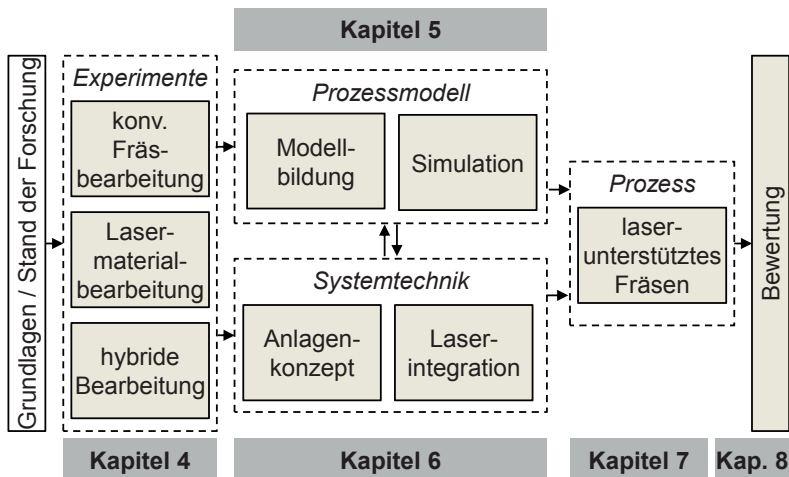 Kapitel 5
Grundlagen / Stand der Forschung
Experimente
konv.
Fräs-
bearbeitung
Laser-
material-
bearbeitung
hybride
Bearbeitung
Kapitel 4
Prozessmodell
Modell-
bildung
Simulation
Systemtechnik
Anlagen-
konzept
Laser-
integration
Kapitel 6
Prozess
laser-
unterstütztes
Fräsen
Kapitel 7
Bewertung
Kap. 8